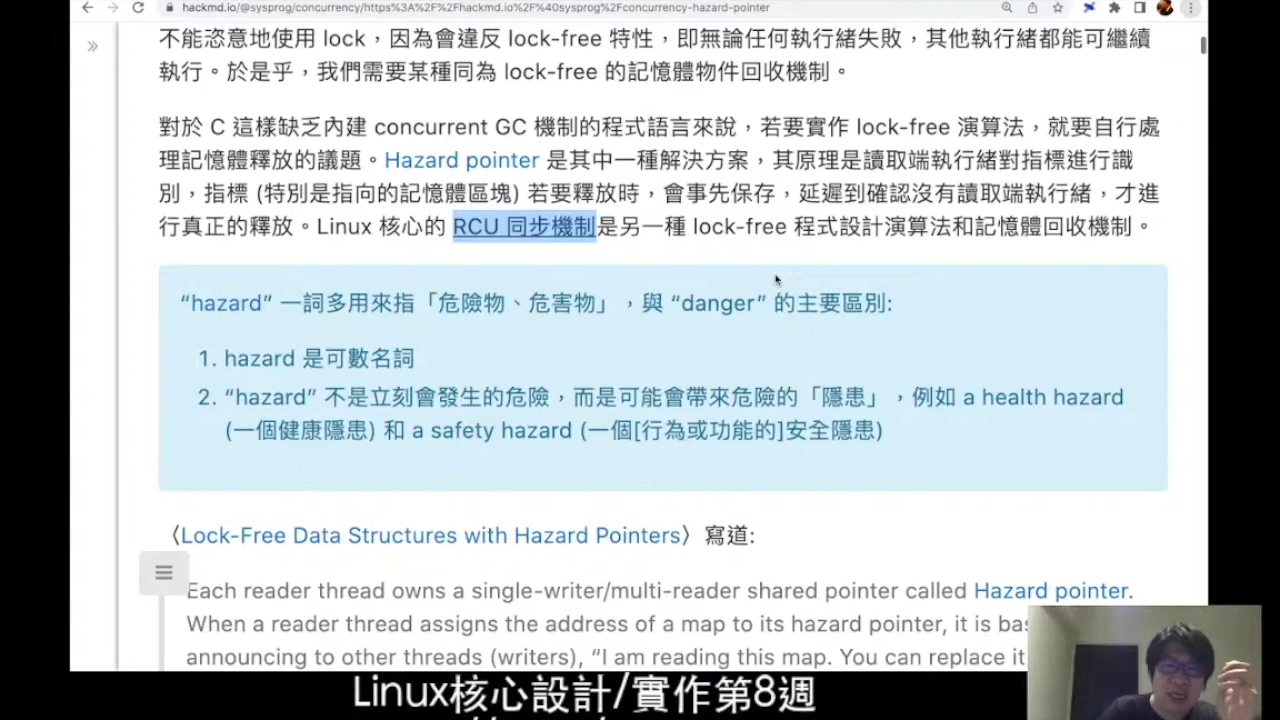 hackmd.io/@sysprog/concurrency/https%3A%2F%2Fhackmd.io%2F%40sysprog%2Fconcurrency-hazard-pointer
不能恣意地使用 lock，因為會違反 lock-free 特性，即無論任何執行緒失敗，其他執行緒都能可繼續
執行。於是乎，我們需要某種同為 lock-free 的記憶體物件回收機制。
對於 C 這樣缺乏內建 concurrent GC 機制的程式語言來說，若要實作 lock-free 演算法，就要自行處
理記憶體釋放的議題。Hazard pointer 是其中一種解決方案，其原理是讀取端執行緒對指標進行識
別，指標 (特別是指向的記憶體區塊) 若要釋放時，會事先保存，延遲到確認沒有讀取端執行緒，才進
行真正的釋放。Linux 核心的 RCU 同步機制是另一種 lock-free 程式設計演算法和記憶體回收機制。
“hazard” 一詞多用來指「危險物、危害物」，與 “danger” 的主要區別:
1. hazard 是可數名詞
2. “hazard” 不是立刻會發生的危險，而是可能會帶來危險的「隱患」，例如 a health hazard
(一個健康隱患) 和 a safety hazard (一個[行為或功能的]安全隱患)
〈Lock-Free Data Structures with Hazard Pointers〉寫道:
Each reader thread owns a single-writer/multi-reader shared pointer called Hazard pointer.
When a reader thread assigns the address of a map to its hazard pointer, it is bas
announcing to other threads (writers), “I am reading this map. You can replace it
Linux核心設計/實作第8週